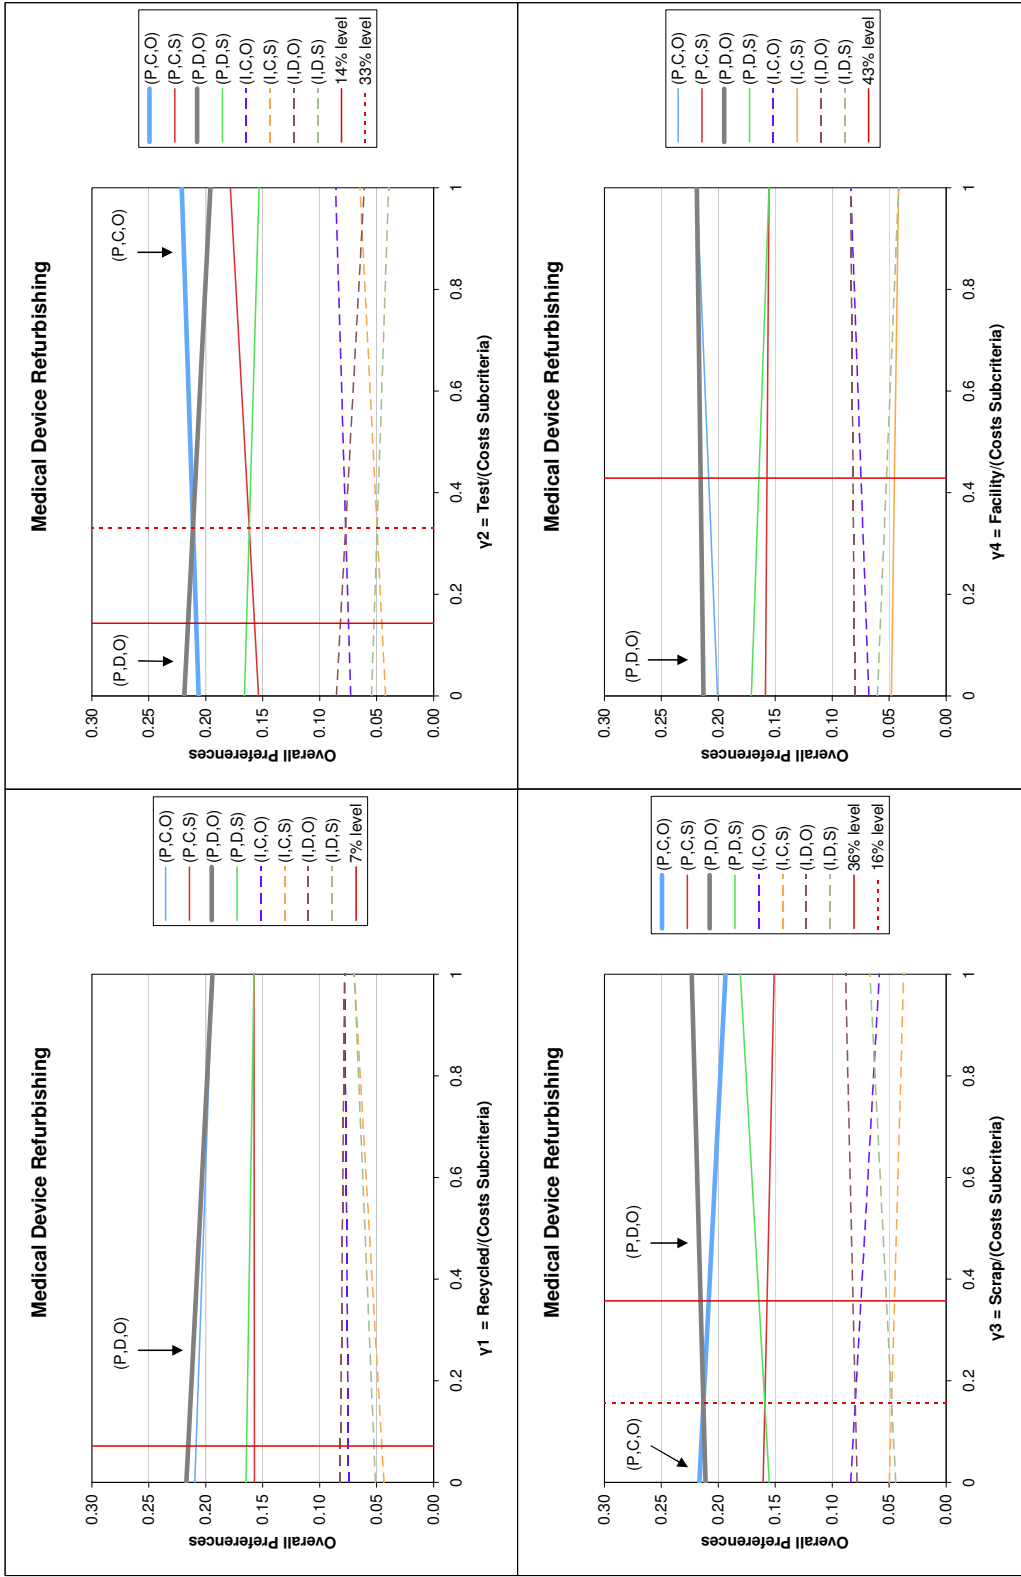 Medical Device Refurbishing
(P,D,O)
Overall Preferences
0.30
0.25
0.20
0.15
0.10
0.05
0.00
0
0.2
0.4
0.6
0.8
1
γ1 = Recycled/(Costs Subcriteria)
(P,C,O)
(P,C,S)
(P,D,O)
(P,D,S)
(I,C,O)
(I,C,S)
(I,D,O)
(I,D,S)
7% level
Medical Device Refurbishing
(P,D,O)
(P,C,O)
Overall Preferences
0.30
0.25
0.20
0.15
0.10
0.05
0.00
0
0.2
0.4
0.6
0.8
1
γ2 = Test/(Costs Subcriteria)
(P,C,O)
(P,C,S)
(P,D,O)
(P,D,S)
(I,C,O)
(I,C,S)
(I,D,O)
(I,D,S)
14% level
33% level
Medical Device Refurbishing
(P,C,O)
(P,D,O)
Overall Preferences
0.30
0.25
0.20
0.15
0.10
0.05
0.00
0
0.2
0.4
0.6
0.8
1
γ3 = Scrap/(Costs Subcriteria)
(P,C,O)
(P,C,S)
(P,D,O)
(P,D,S)
(I,C,O)
(I,C,S)
(I,D,O)
(I,D,S)
36% level
16% level
Medical Device Refurbishing
(P,D,O)
Overall Preferences
0.30
0.25
0.20
0.15
0.10
0.05
0.00
0
0.2
0.4
0.6
0.8
1
γ4 = Facility/(Costs Subcriteria)
(P,C,O)
(P,C,S)
(P,D,O)
(P,D,S)
(I,C,O)
(I,C,S)
(I,D,O)
(I,D,S)
43% level